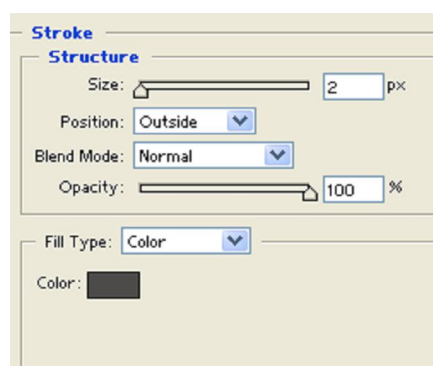 Stroke
Structure
Size: 2 px
Position: Outside
Blend Mode: Normal
Opacity: 100 %
Fill Type: Color
Color: